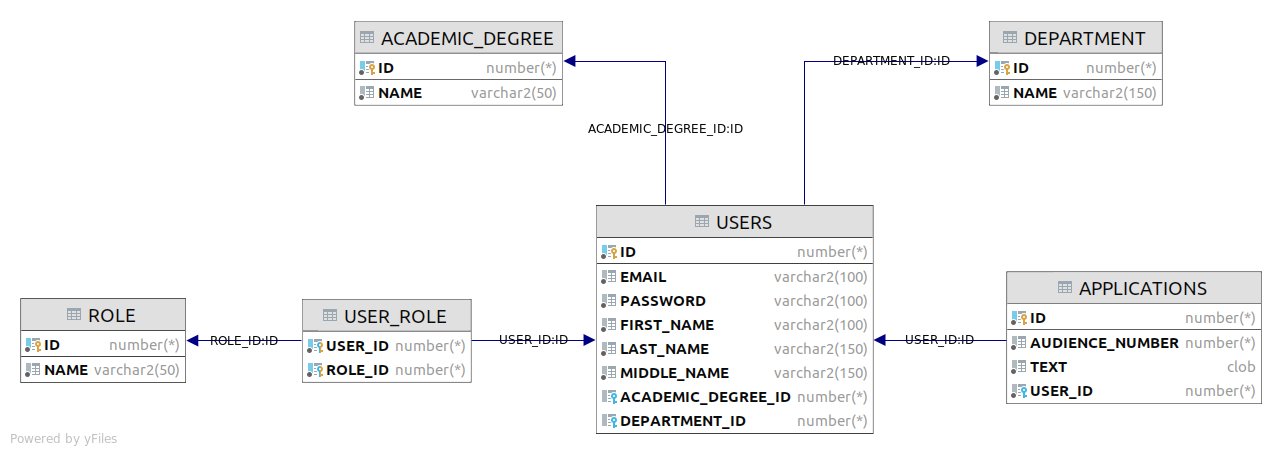 ACADEMIC_DEGREE
ID number(*)
NAME varchar2(50)
DEPARTMENT
ID number(*)
NAME varchar2(150)
DEPARTMENT_ID:ID
ACADEMIC_DEGREE_ID:ID
USERS
ID number(*)
EMAIL varchar2(100)
PASSWORD varchar2(100)
FIRST_NAME varchar2(100)
LAST_NAME varchar2(150)
MIDDLE_NAME varchar2(150)
ACADEMIC_DEGREE_ID number(*)
DEPARTMENT_ID number(*)
ROLE
ID number(*)
NAME varchar2(50)
ROLE_ID:ID
USER_ROLE
USER_ID number(*)
ROLE_ID number(*)
USER_ID:ID
USER_ID:ID
APPLICATIONS
ID number(*)
AUDIENCE_NUMBER number(*)
TEXT clob
USER_ID number(*)
Powered by yFiles